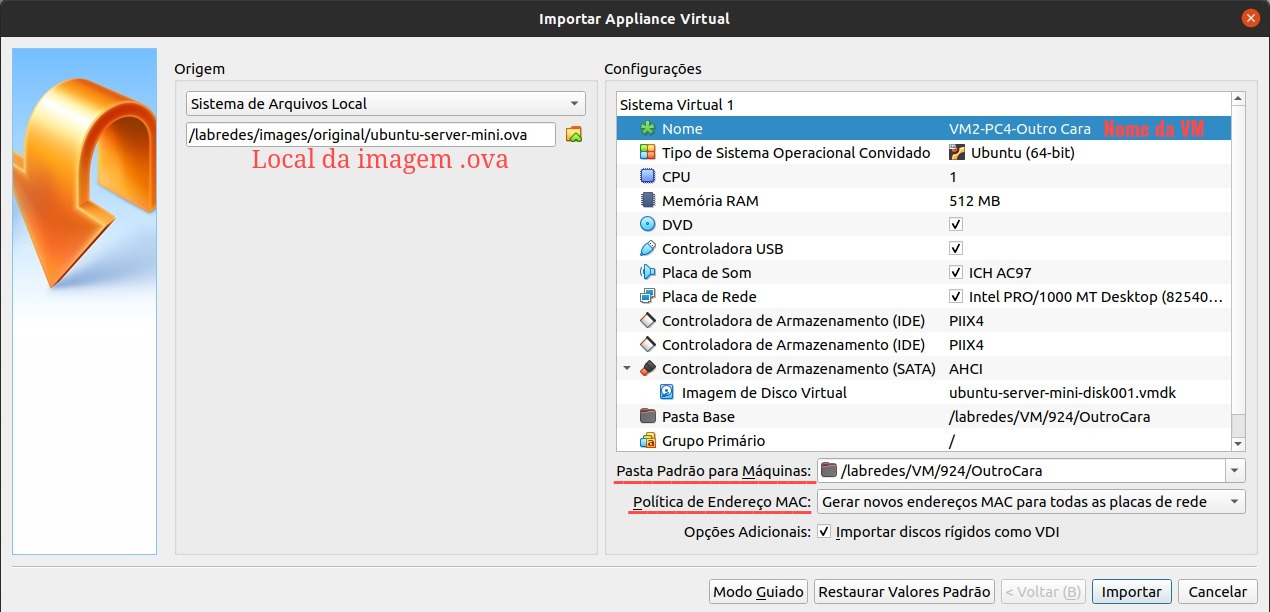 Importar Appliance Virtual
Origem
Sistema de Arquivos Local
/labredes/images/original/ubuntu-server-mini.ova
Local da imagem .ova
Configurações
Sistema Virtual 1
Nome VM2-PC4-Outro Cara Nome da VM
Tipo de Sistema Operacional Convidado Ubuntu (64-bit)
CPU 1
Memória RAM 512 MB
DVD
Controladora USB
Placa de Som ICH AC97
Placa de Rede Intel PRO/1000 MT Desktop (82540...
Controladora de Armazenamento (IDE) PIIX4
Controladora de Armazenamento (IDE) PIIX4
Controladora de Armazenamento (SATA) AHCI
Imagem de Disco Virtual ubuntu-server-mini-disk001.vmdk
Pasta Base /labredes/VM/924/OutroCara
Grupo Primário /
Pasta Padrão para Máquinas: /labredes/VM/924/OutroCara
Política de Endereço MAC: Gerar novos endereços MAC para todas as placas de rede
Opções Adicionais: Importar discos rígidos como VDI
Modo Guiado Restaurar Valores Padrão < Voltar (B) Importar Cancelar